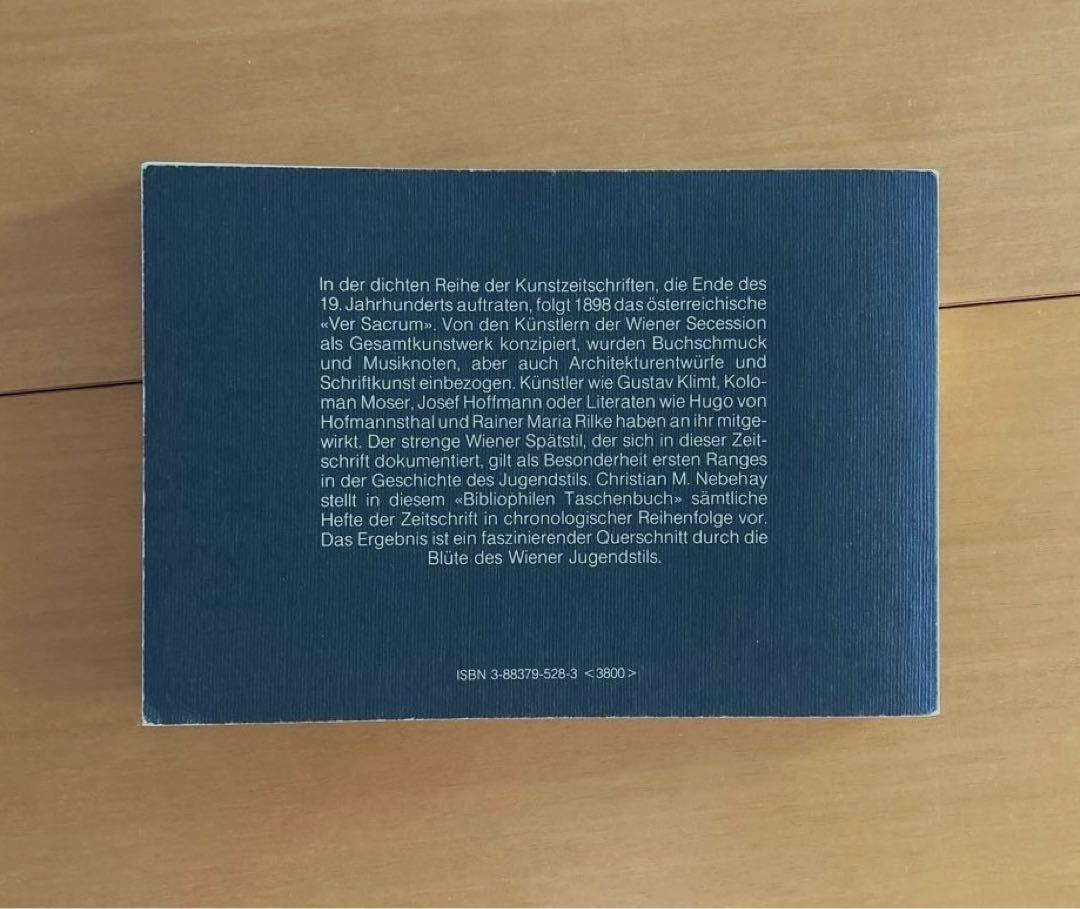 In der dichten Reihe der Kunstzeitschriften, die Ende des
19. Jahrhunderts auftraten, folgt 1898 das österreichische
«Ver Sacrum». Von den Künstlern der Wiener Secession
als Gesamtkunstwerk konzipiert, wurden Buchschmuck
und Musiknoten, aber auch Architekturentwürfe und
Schriftkunst einbezogen. Künstler wie Gustav Klimt, Kolo-
man Moser, Josef Hoffmann oder Literaten wie Hugo von
Hofmannsthal und Rainer Maria Rilke haben an ihr mitge-
wirkt. Der strenge Wiener Spätstil, der sich in dieser Zeit-
schrift dokumentiert, gilt als Besonderheit ersten Ranges
in der Geschichte des Jugendstils. Christian M. Nebehay
stellt in diesem «Bibliophilen Taschenbuch» sämtliche
Hefte der Zeitschrift in chronologischer Reihenfolge vor.
Das Ergebnis ist ein faszinierender Querschnitt durch die
Blüte des Wiener Jugendstils.
ISBN 3-88379-528-3 <3800>